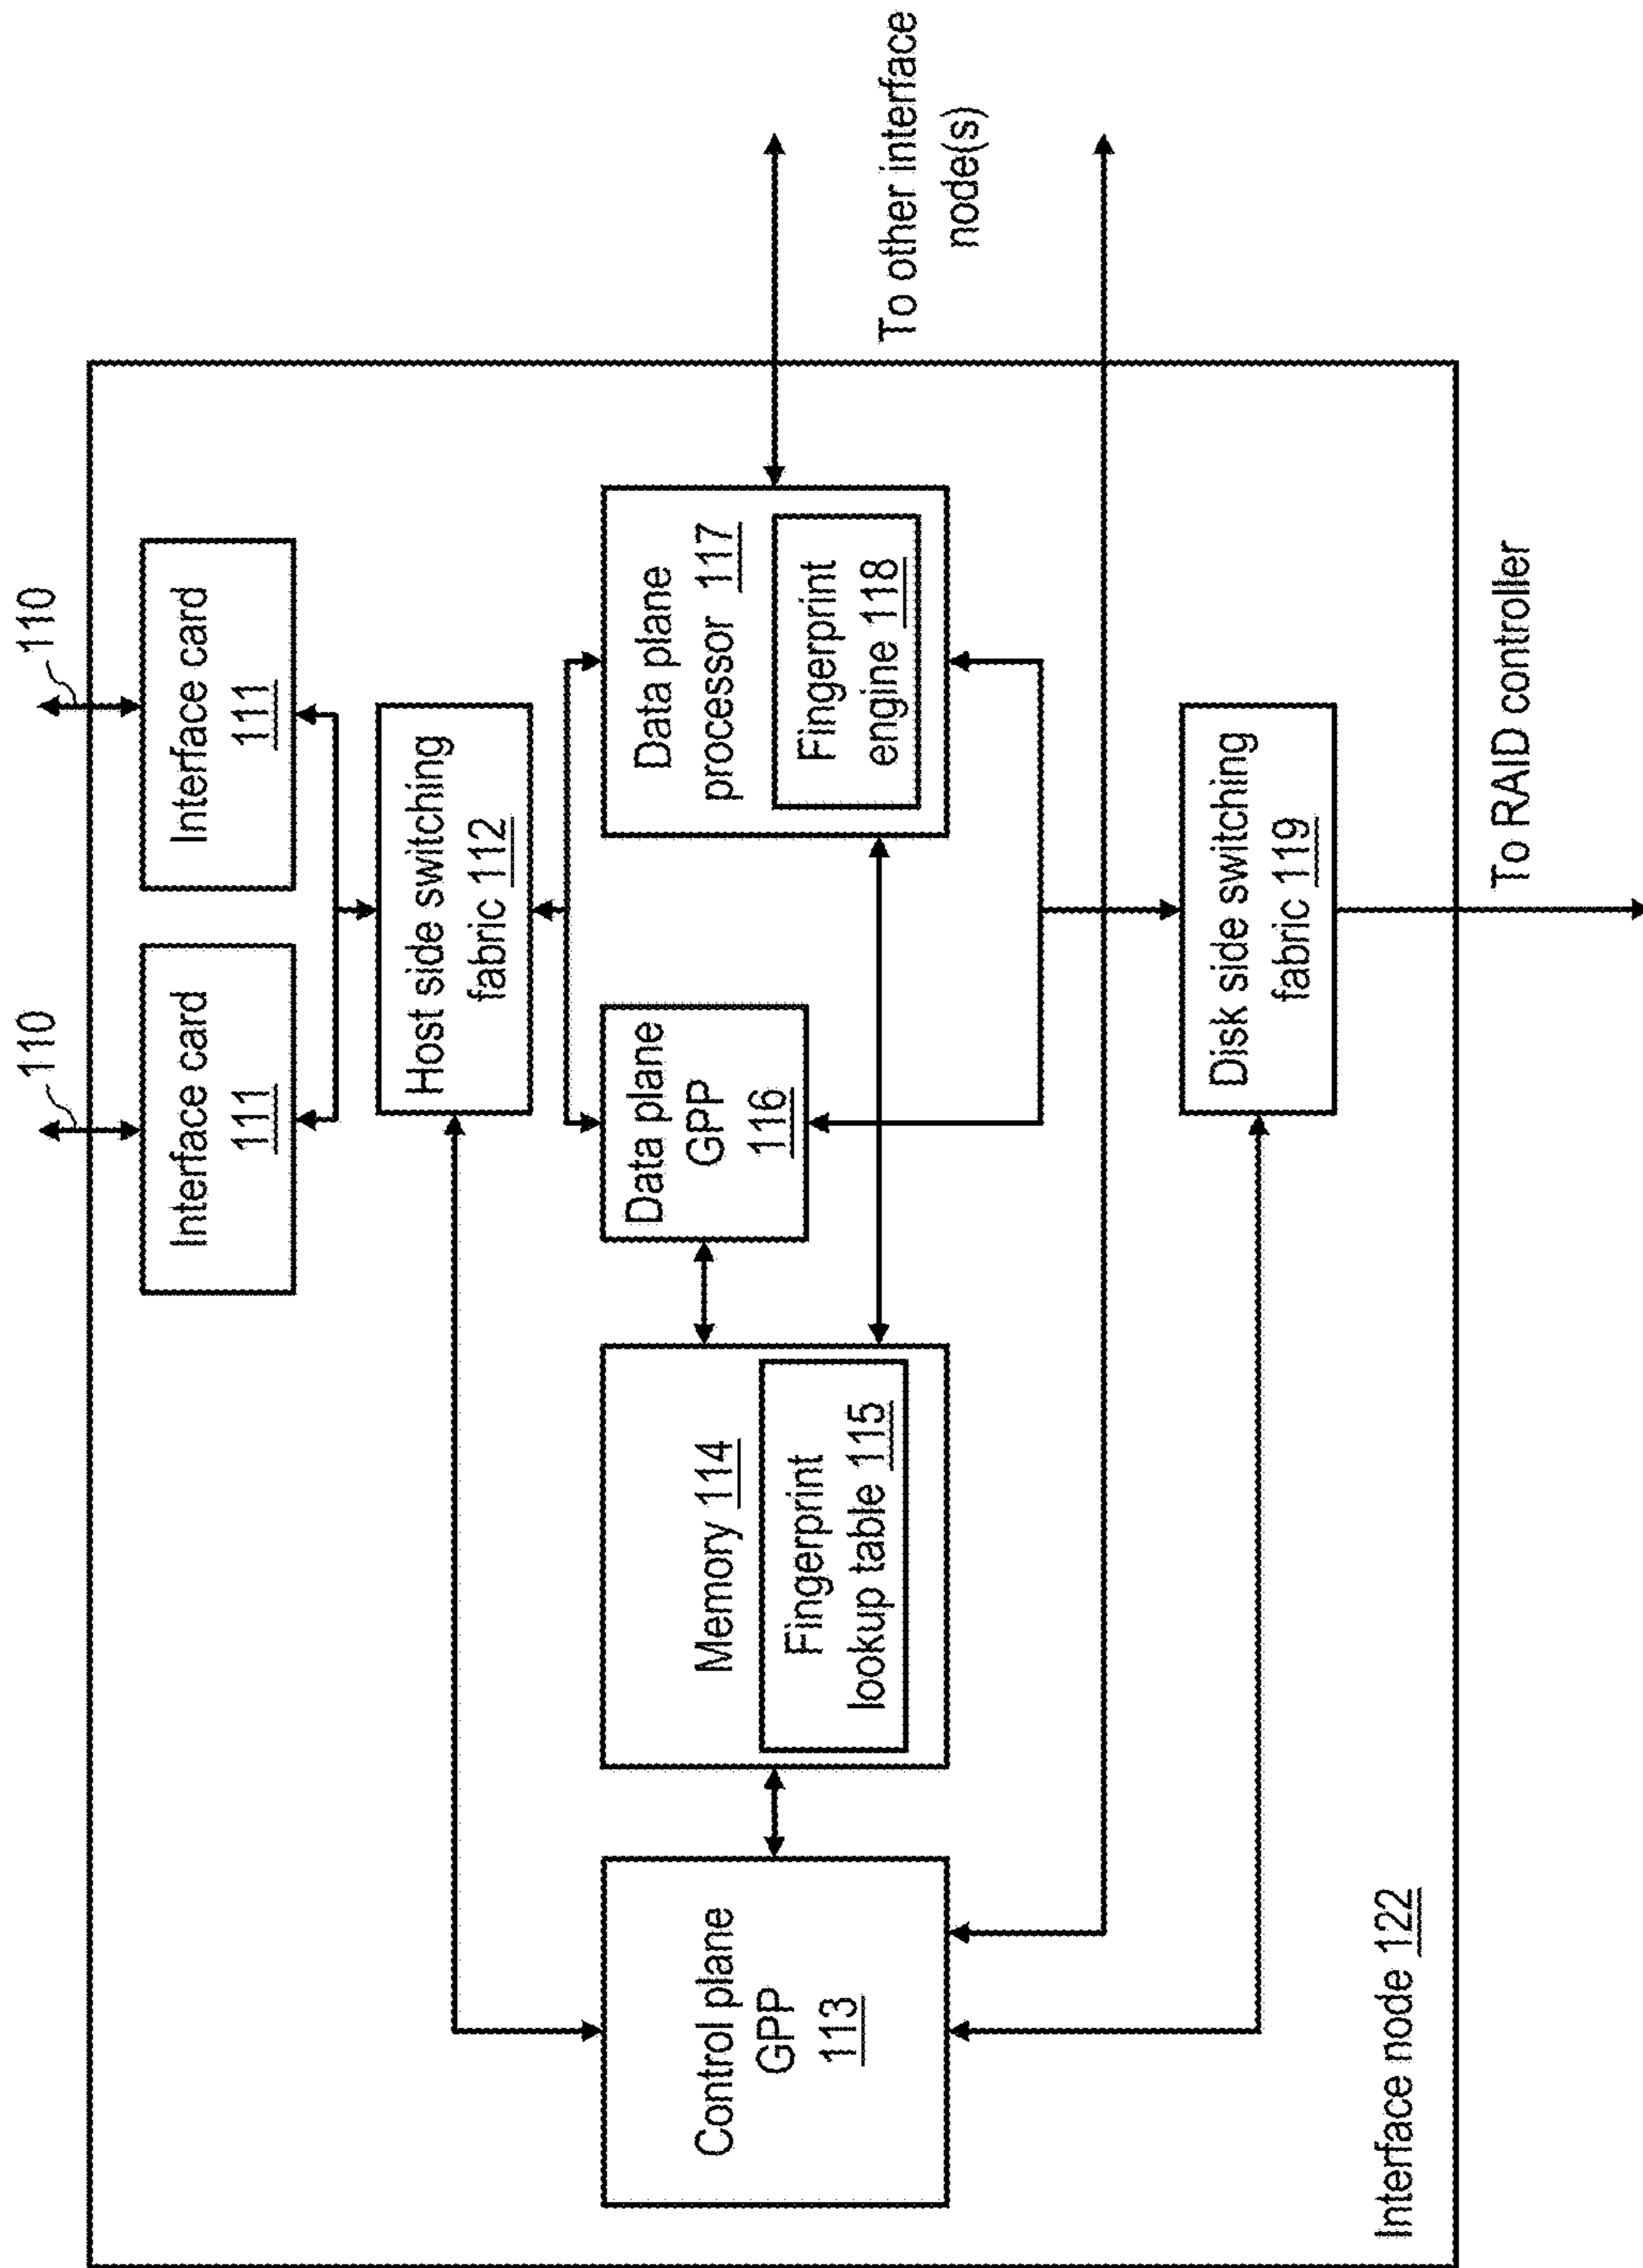 110
110
Interface card
111
Interface card
111
Host side switching
fabric 112
Control plane
GPP
113
Memory 114
Fingerprint
lookup table 115
Data plane
GPP
116
Data plane
processor 117
Fingerprint
engine 118
To other interface
node(s)
Disk side switching
fabric 119
Interface node 122
To RAID controller